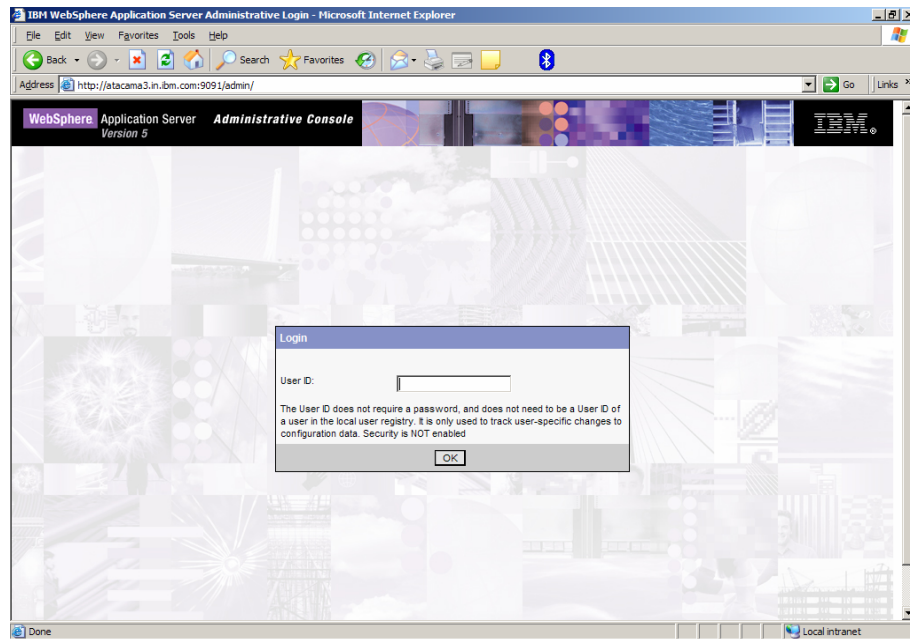 IBM WebSphere Application Server Administrative Login - Microsoft Internet Explorer
File Edit View Favorites Tools Help
Back Search Favorites
Address http://atacama3.in.ibm.com:9091/admin/ Go Links »
WebSphere Application Server Administrative Console IBM®
Version 5
Login
User ID:
The User ID does not require a password, and does not need to be a User ID of
a user in the local user registry. It is only used to track user-specific changes to
configuration data. Security is NOT enabled
OK
Done Local intranet